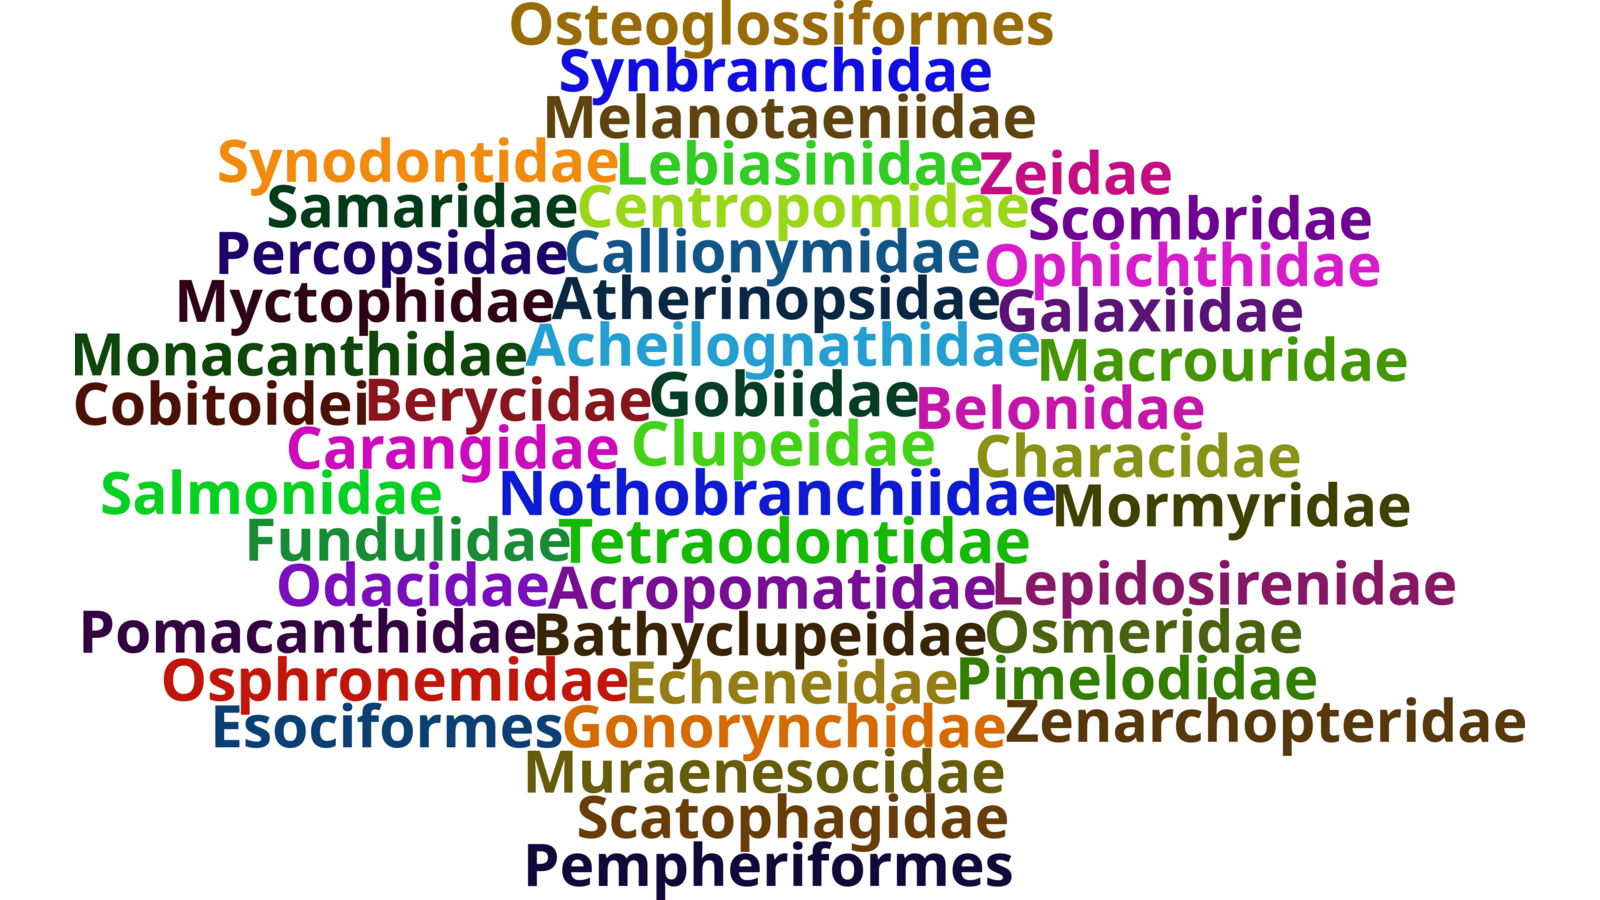 Osteoglossiformes
Synbranchidae
Melanotaeniidae
Synodontidae Lebiasinidae Zeidae
Samaridae Centropomidae Scombridae
Percopsidae Callionymidae Ophichthidae
Myctophidae Atherinopsidae Galaxiidae
Monacanthidae Acheilognathidae Macrouridae
Cobitoidei Berycidae Gobiidae Belonidae
Carangidae Clupeidae Characidae
Salmonidae Nothobranchiidae Mormyridae
Fundulidae Tetraodontidae
Odacidae Acropomatidae Lepidosirenidae
Pomacanthidae Bathyclupeidae Osmeridae
Osphronemidae Echeneidae Pimelodidae
Esociformes Gonorynchidae Zenarchopteridae
Muraenesocidae
Scatophagidae
Pempheriformes